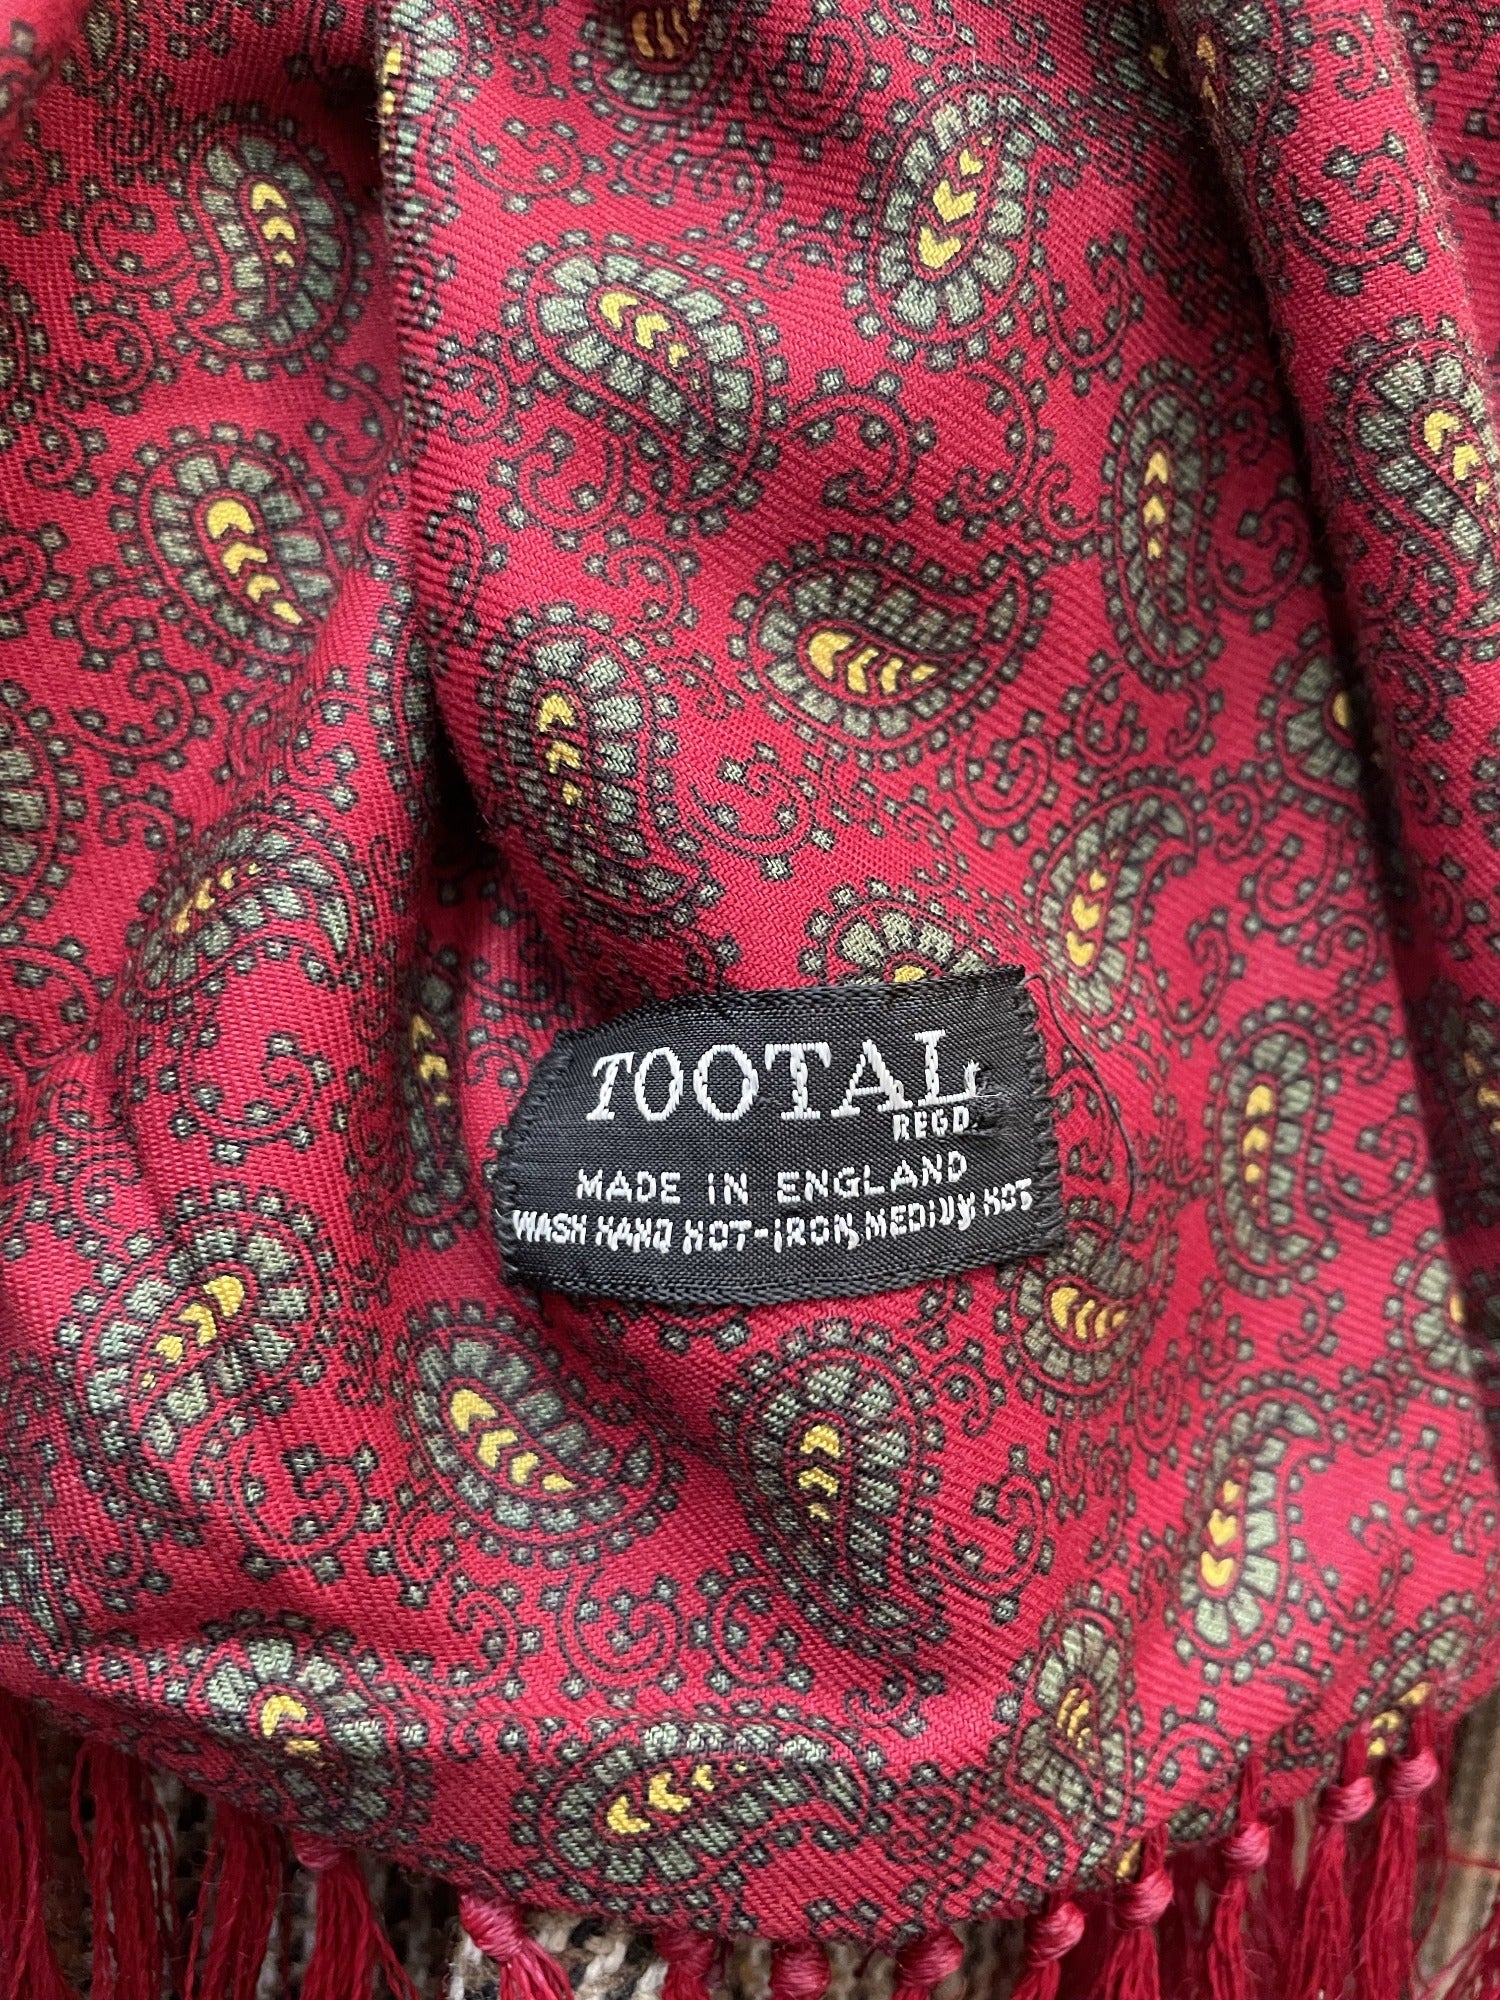 TOOTAL
REGD.
MADE IN ENGLAND
WASH HAND HOT-IRON, MEDIUM HOT